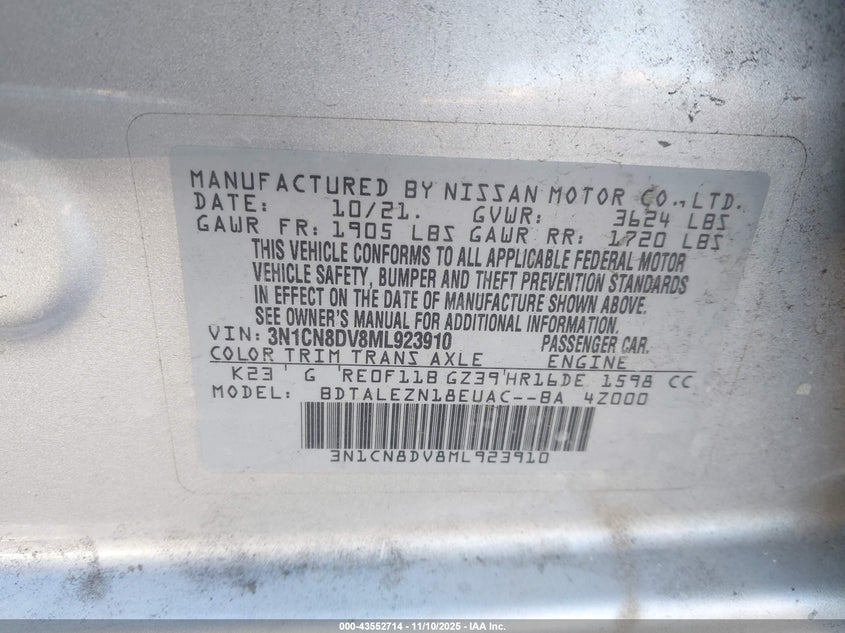 MANUFACTURED BY NISSAN MOTOR CO., LTD.
DATE: 10/21. GVWR: 3624 LBS
GAWR FR: 1905 LBS GAWR RR: 1720 LBS
THIS VEHICLE CONFORMS TO ALL APPLICABLE FEDERAL MOTOR
VEHICLE SAFETY, BUMPER AND THEFT PREVENTION STANDARDS
IN EFFECT ON THE DATE OF MANUFACTURE SHOWN ABOVE.
SEE OWNER'S MANUAL FOR ADDITIONAL INFORMATION.
VIN: 3N1CN8DV8ML923910 PASSENGER CAR.
COLOR TRIM TRANS AXLE ENGINE
K23 ' G 'RE0F11B GZ39'HR16DE 1598 CC
MODEL: BDTALEZN18EUAC--BA 4Z000
3N1CN8DV8ML923910
000-43552714 - 11/10/2025 - IAA Inc.